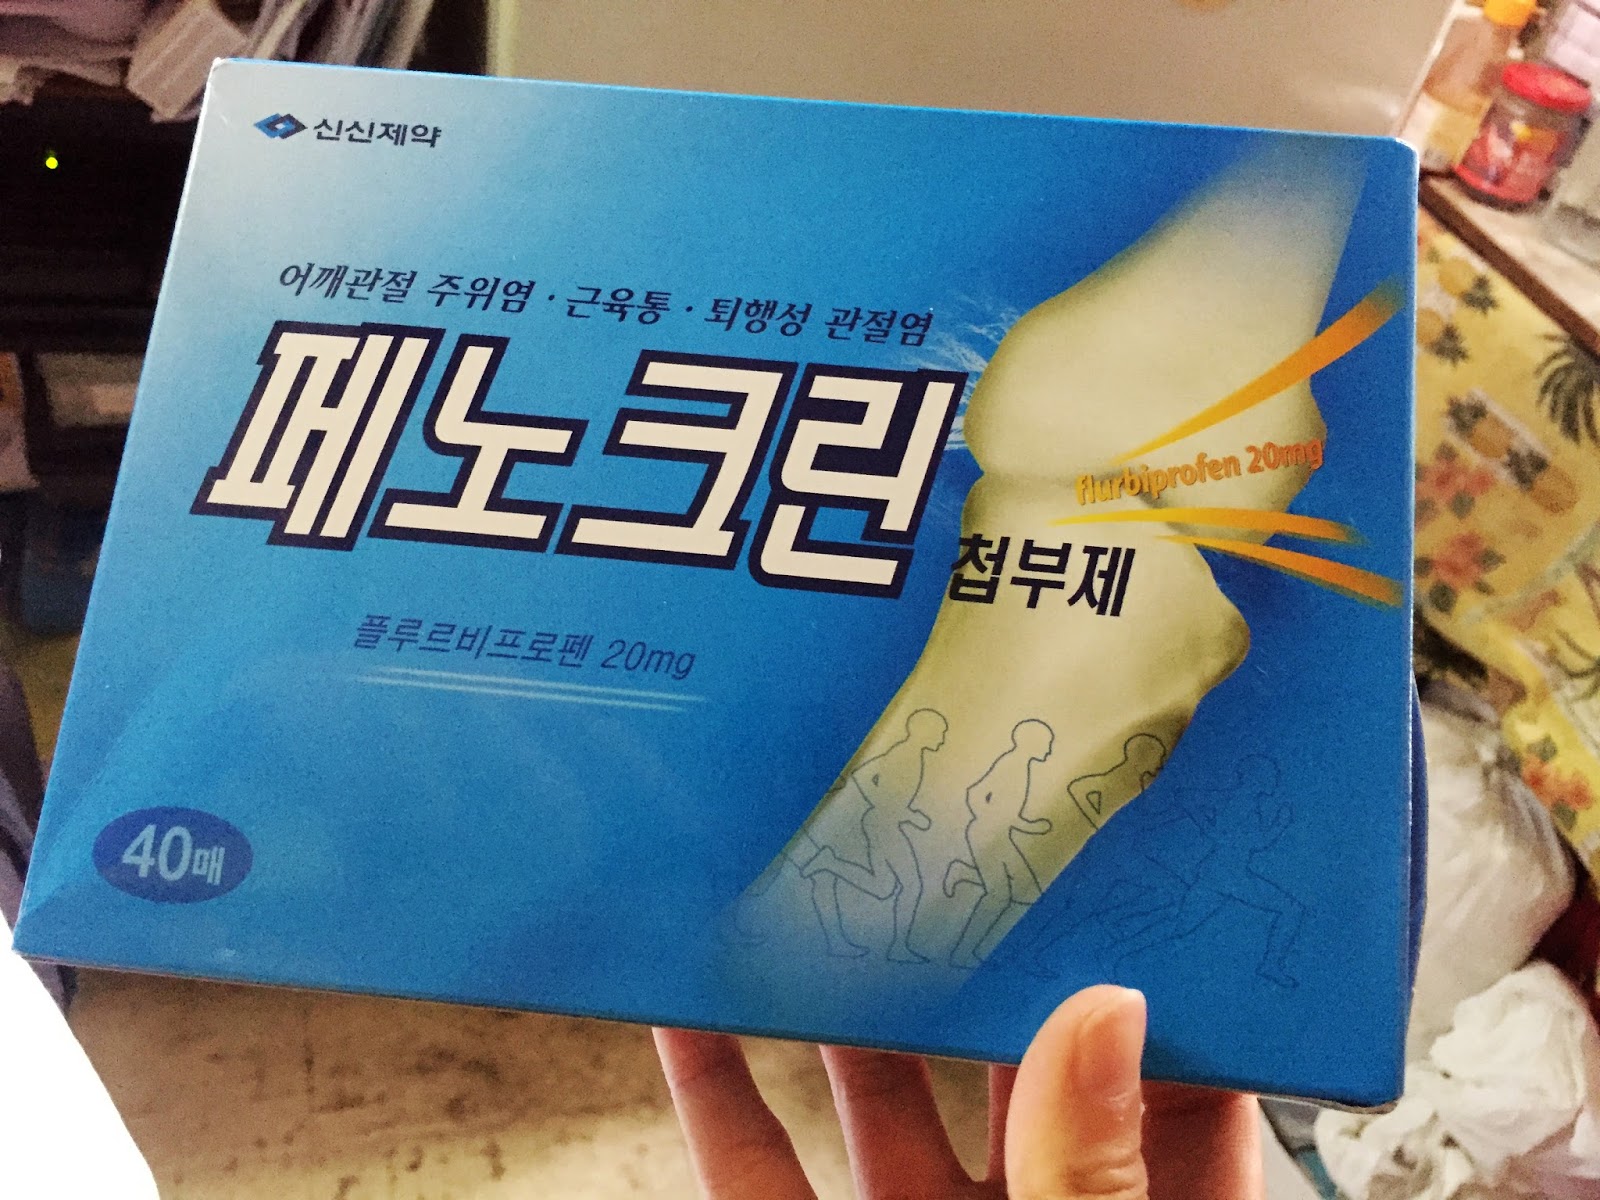 신신제약
어깨관절 주위염 · 근육통 · 퇴행성 관절염
페노크린
flurbiprofen 20mg
첩부제
플루르비프로펜 20mg
40매